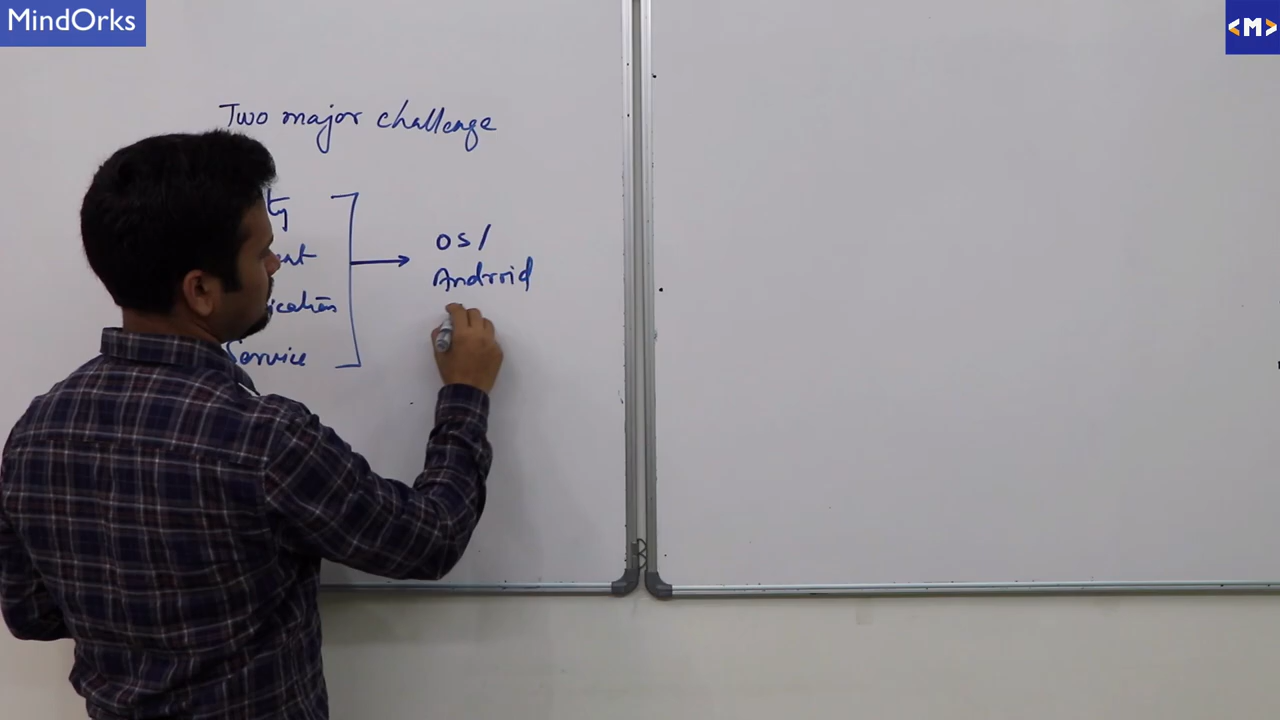 MindOrks
<M>
Two major challenge
OS/
Android
Service